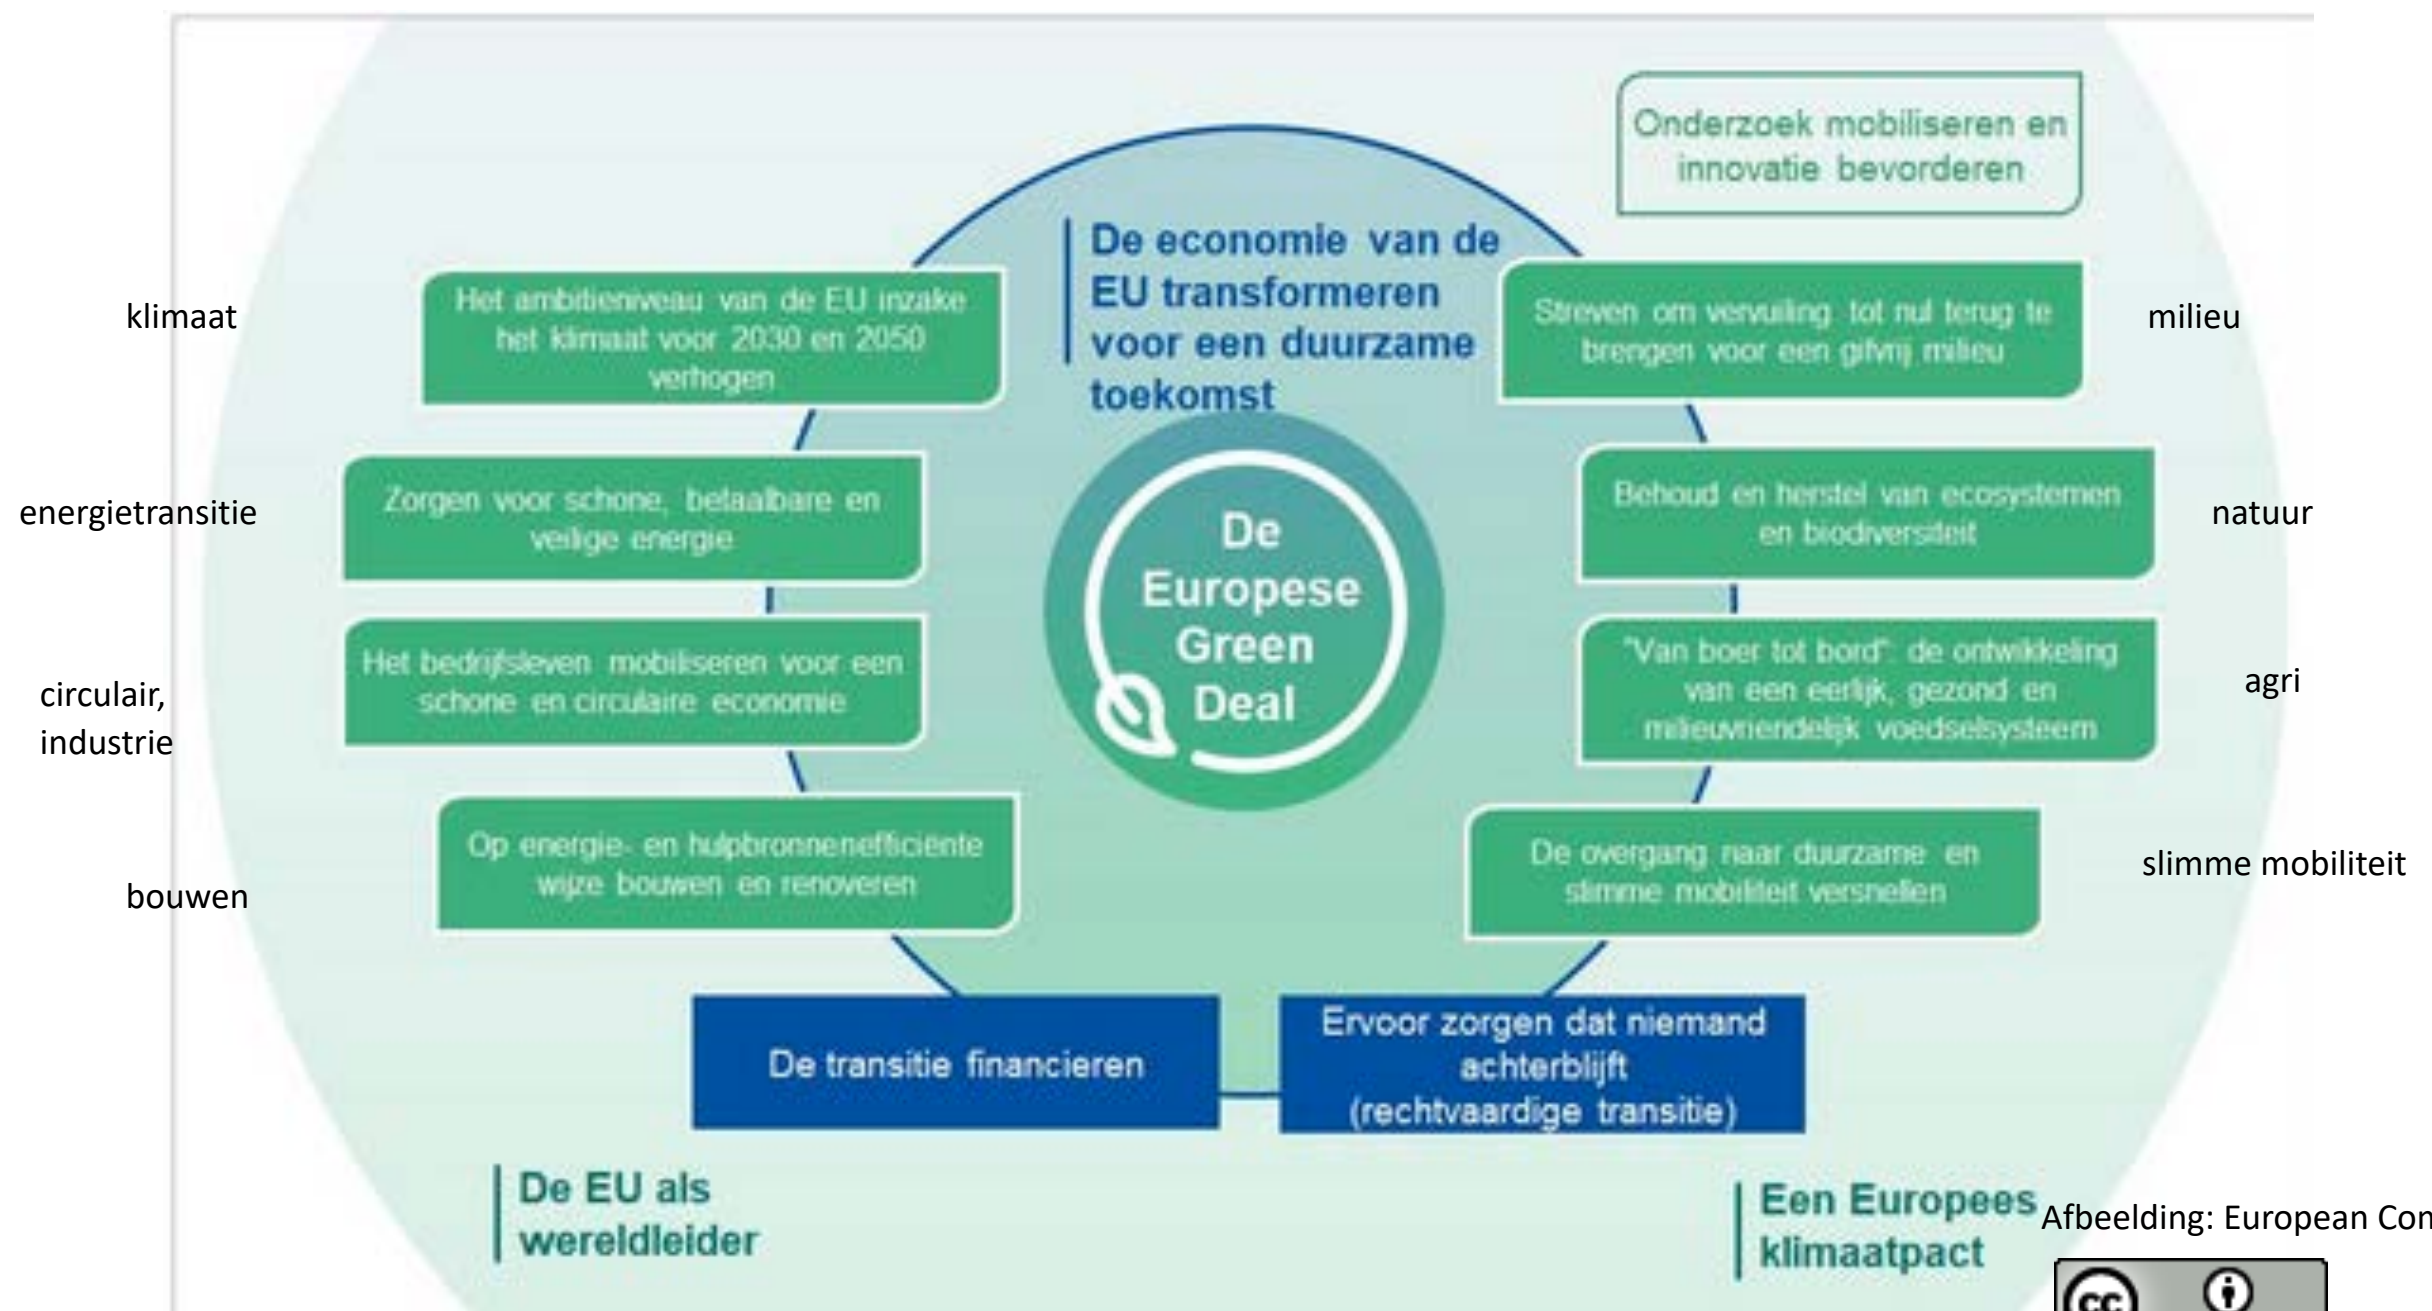 Onderzoek mobiliseren en
innovatie bevorderen
De economie van de
EU transformeren
voor een duurzame
toekomst
klimaat
Het ambitieniveau van de EU inzake
het klimaat voor 2030 en 2050
verhogen
Streven om vervuiling tot nul terug te
brengen voor een gifvrij milieu
milieu
energietransitie
Zorgen voor schone, betaalbare en
veilige energie
De
Europese
Green
Deal
Behoud en herstel van ecosystemen
en biodiversiteit
natuur
circulair,
industrie
Het bedrijfsleven mobiliseren voor een
schone en circulaire economie
"Van boer tot bord": de ontwikkeling
van een eerlijk, gezond en
milieuvriendelijk voedselsysteem
agri
bouwen
Op energie- en hulpbronnenefficiënte
wijze bouwen en renoveren
De overgang naar duurzame en
slimme mobiliteit versnellen
slimme mobiliteit
De transitie financieren
Ervoor zorgen dat niemand
achterblijft
(rechtvaardige transitie)
De EU als
wereldleider
Een Europees
klimaatpact
Afbeelding: European Con
cc